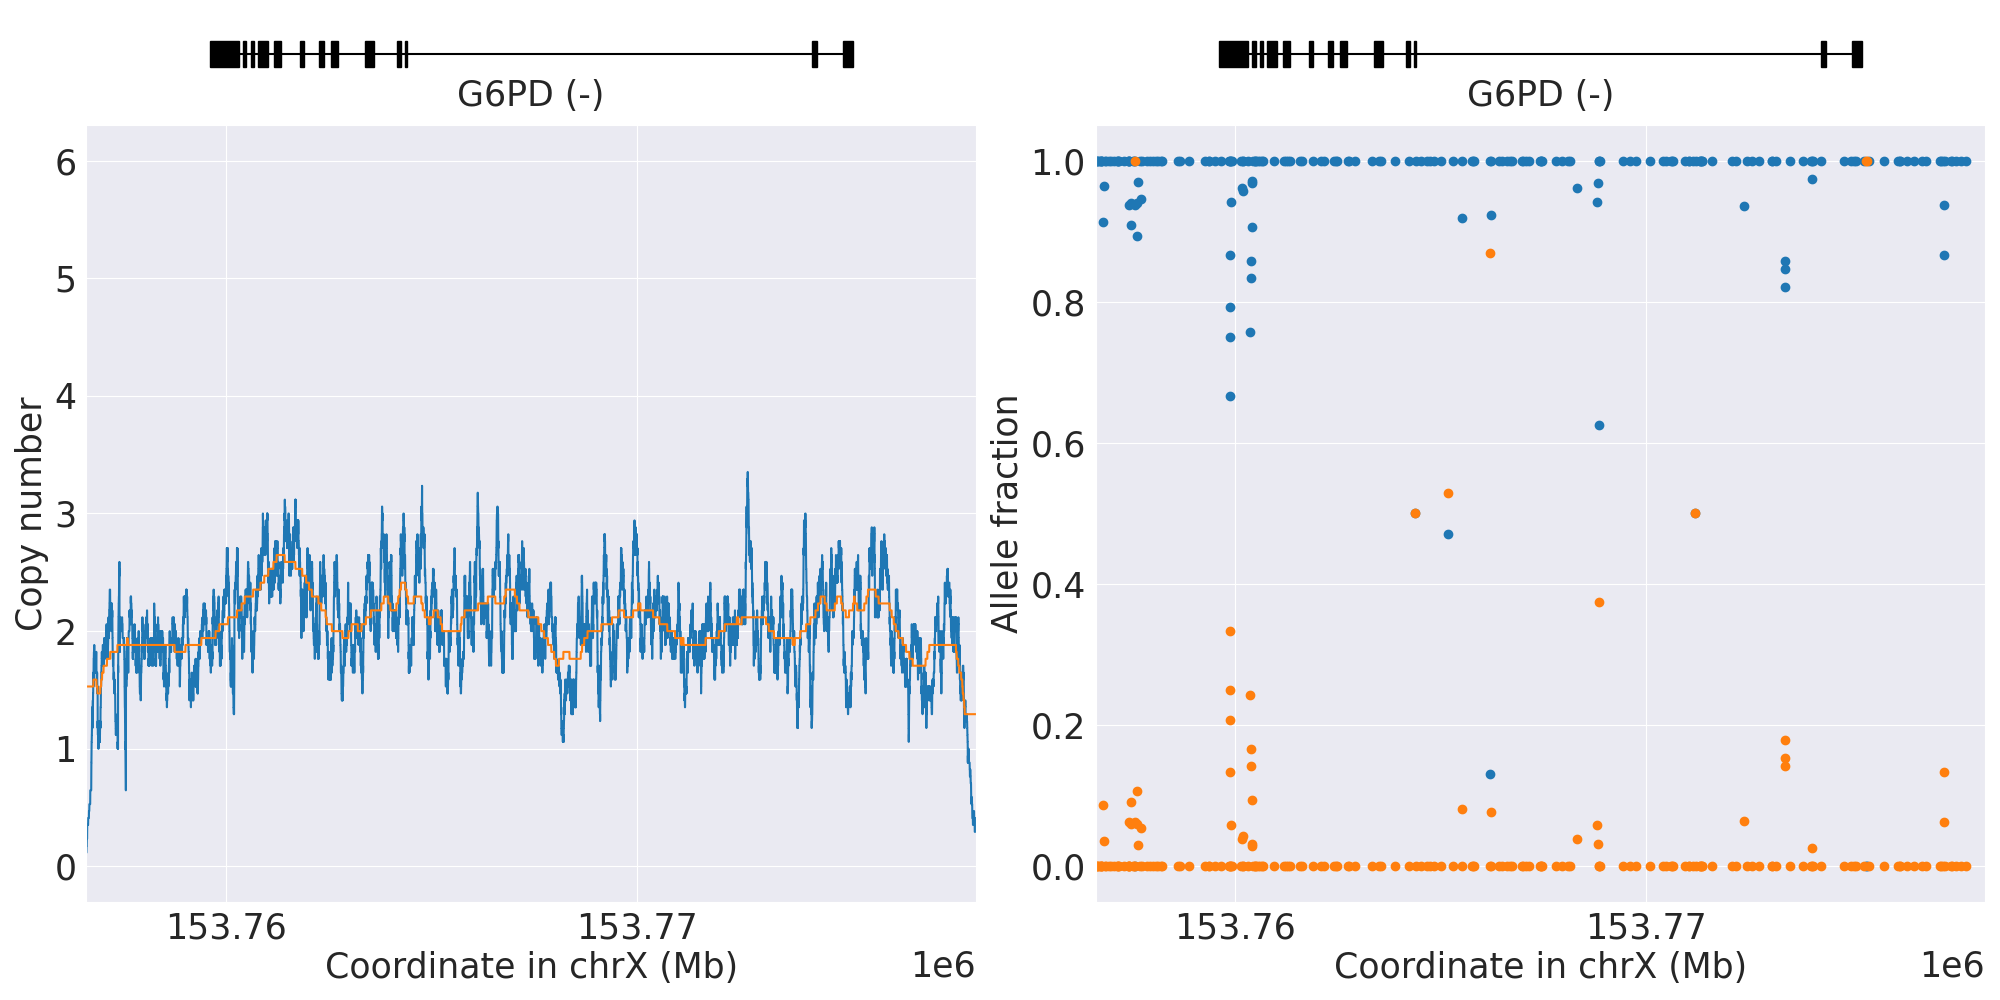 G6PD (-)
6
5
4
3
2
1
0
Copy number
153.76
153.77
Coordinate in chrX (Mb)
1e6
G6PD (-)
1.0
0.8
0.6
0.4
0.2
0.0
Allele fraction
153.76
153.77
Coordinate in chrX (Mb)
1e6